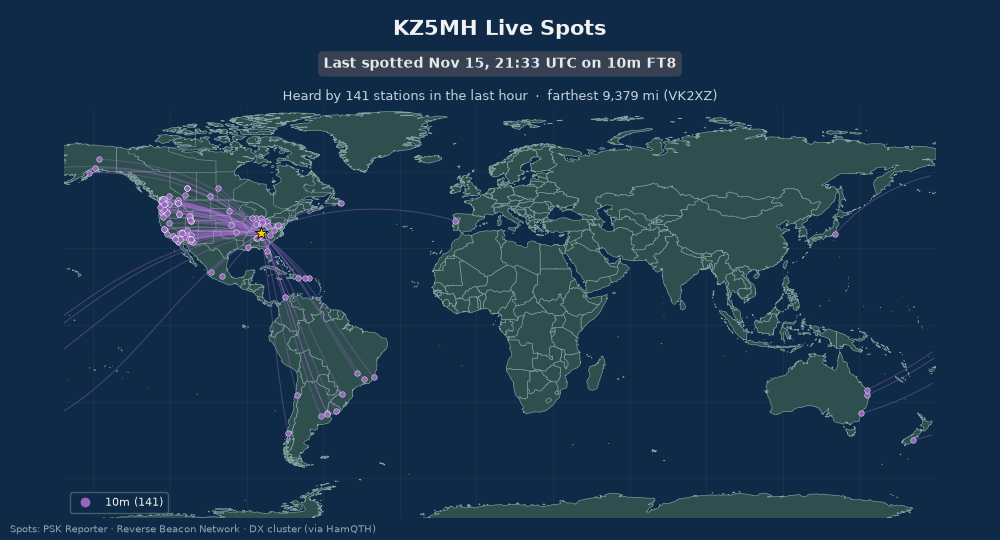 KZ5MH Live Spots
Last spotted Nov 15, 21:33 UTC on 10m FT8
Heard by 141 stations in the last hour · farthest 9,379 mi (VK2XZ)
10m (141)
Spots: PSK Reporter · Reverse Beacon Network · DX cluster (via HamQTH)